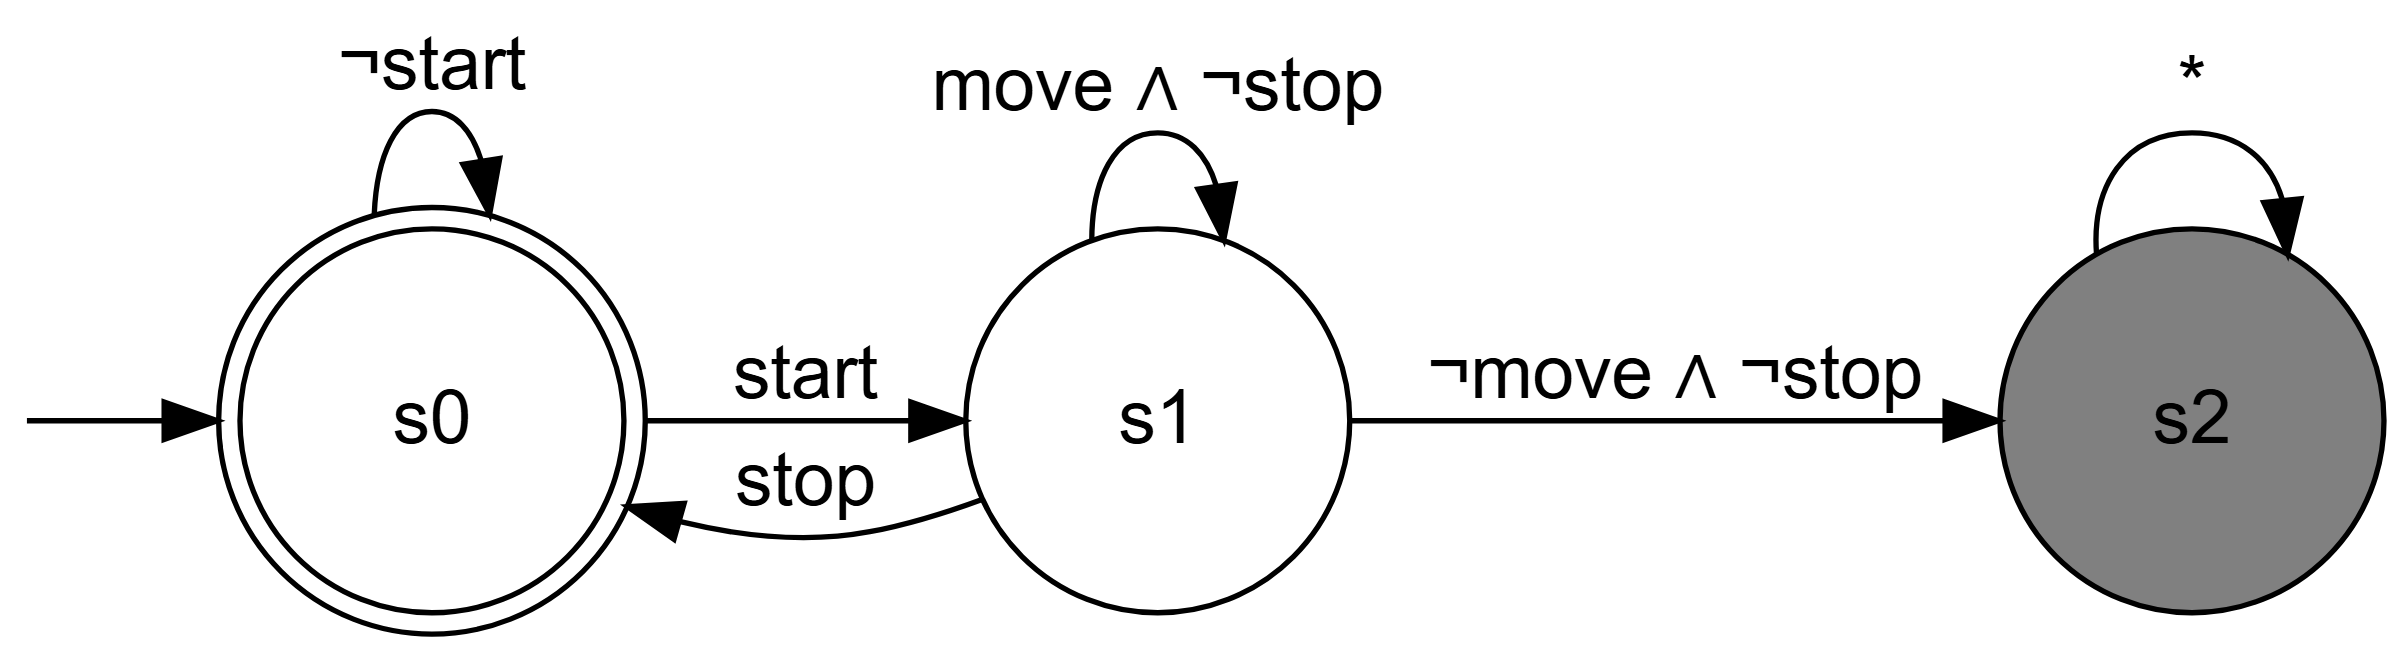 ¬start
move ∧ ¬stop
*
s0
start
stop
s1
¬move ∧ ¬stop
s2